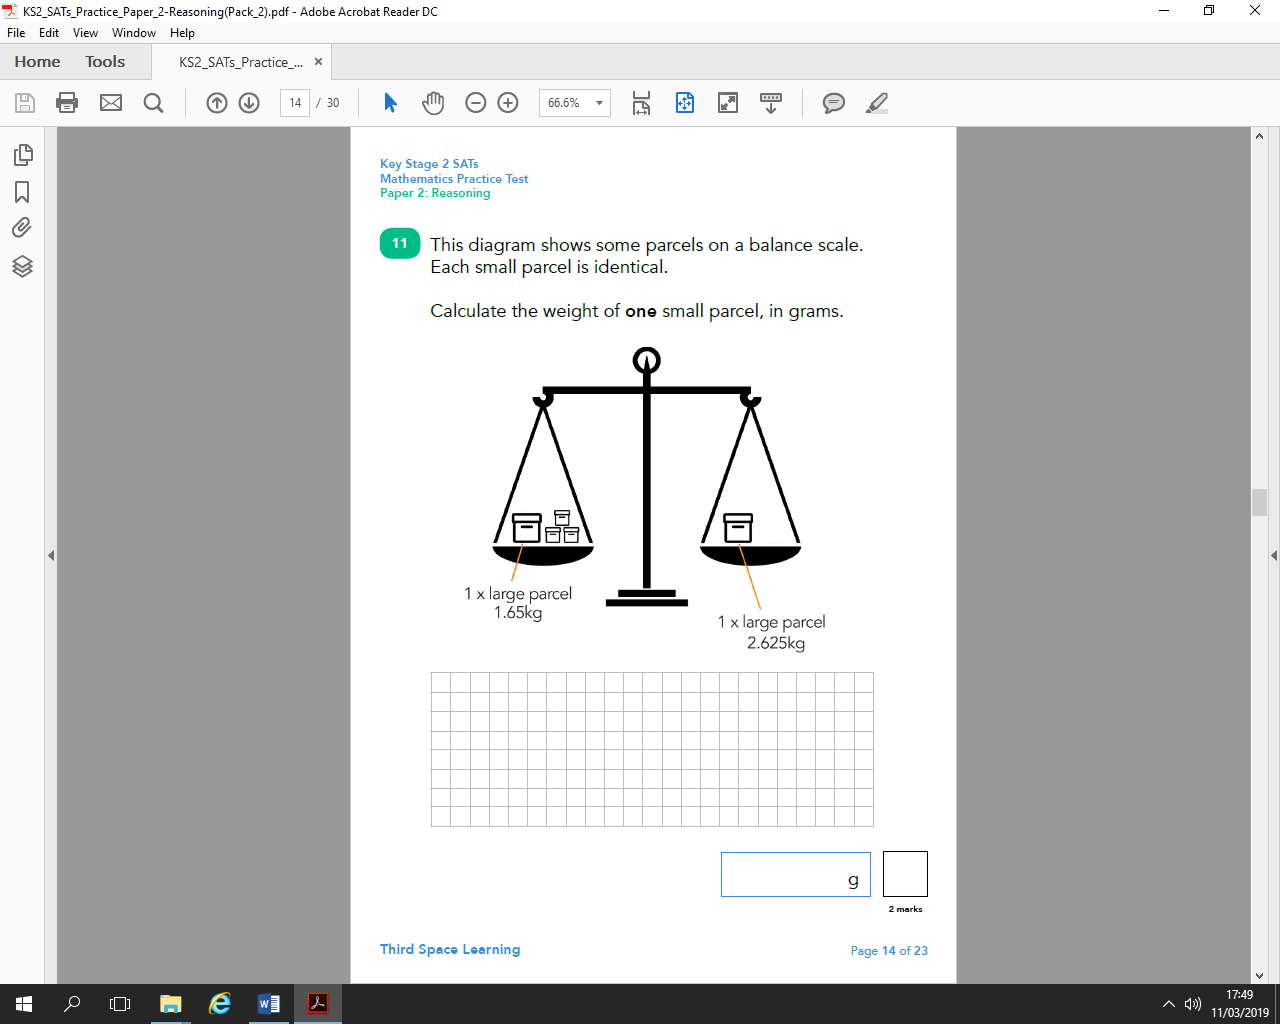 KS2_SATs_Practice_Paper_2-Reasoning(Pack_2).pdf - Adobe Acrobat Reader DC
File Edit View Window Help
Home Tools KS2_SATs_Practice_... ×
14 / 30 66.6%
Key Stage 2 SATs
Mathematics Practice Test
Paper 2: Reasoning
11 This diagram shows some parcels on a balance scale.
Each small parcel is identical.
Calculate the weight of one small parcel, in grams.
1 x large parcel
1.65kg
1 x large parcel
2.625kg
g
2 marks
Third Space Learning Page 14 of 23
17:49
11/03/2019